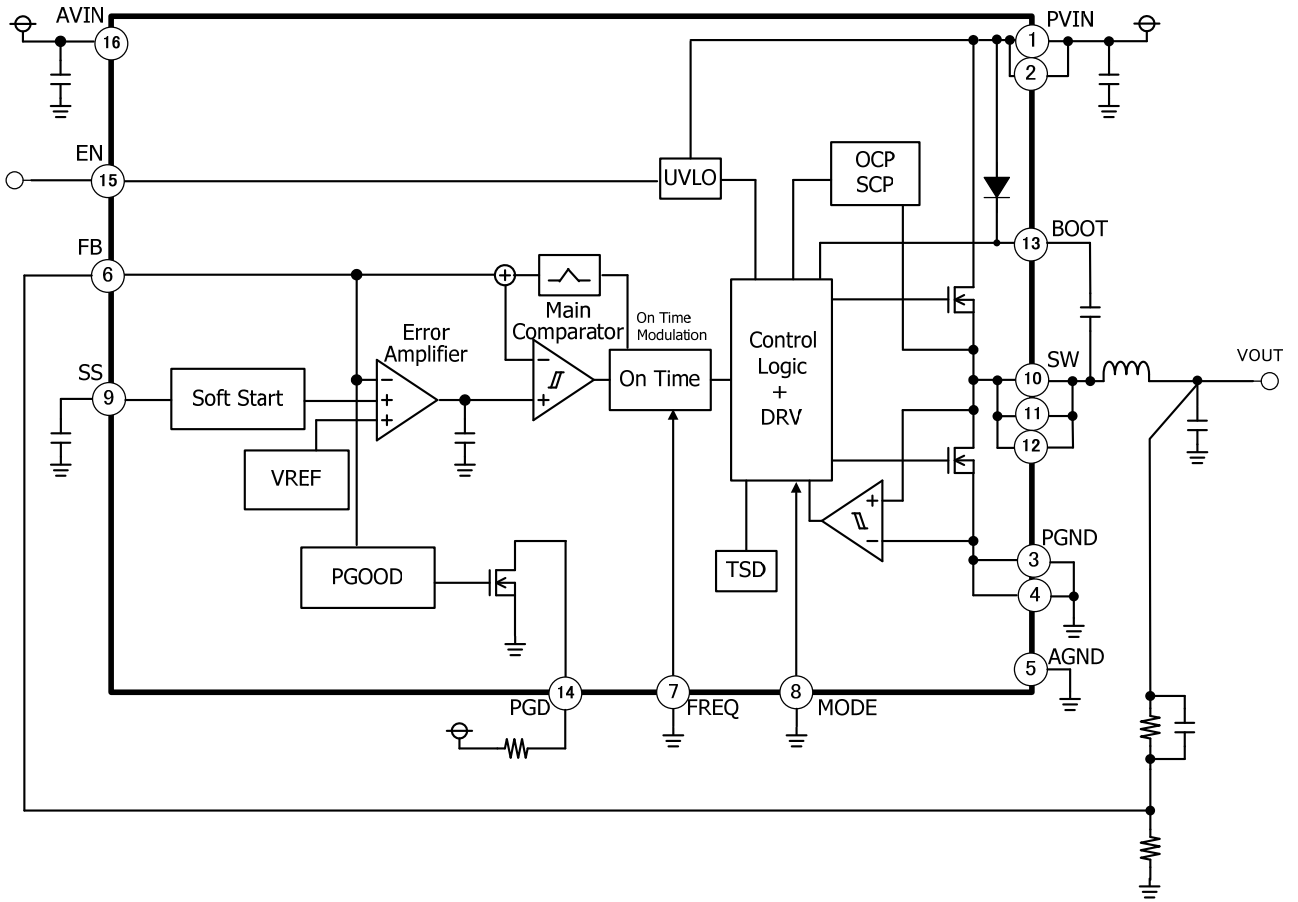 AVIN
16
PVIN
1
2
EN
15
UVLO
OCP
SCP
BOOT
13
FB
6
+
Main
Comparator
On Time
Modulation
Error
Amplifier
Control
Logic
+
DRV
SS
9
Soft Start
−
+
+
−
+
On Time
SW
10
11
12
VOUT
VREF
+
−
PGOOD
TSD
PGND
3
4
5
AGND
PGD
14
7
FREQ
8
MODE